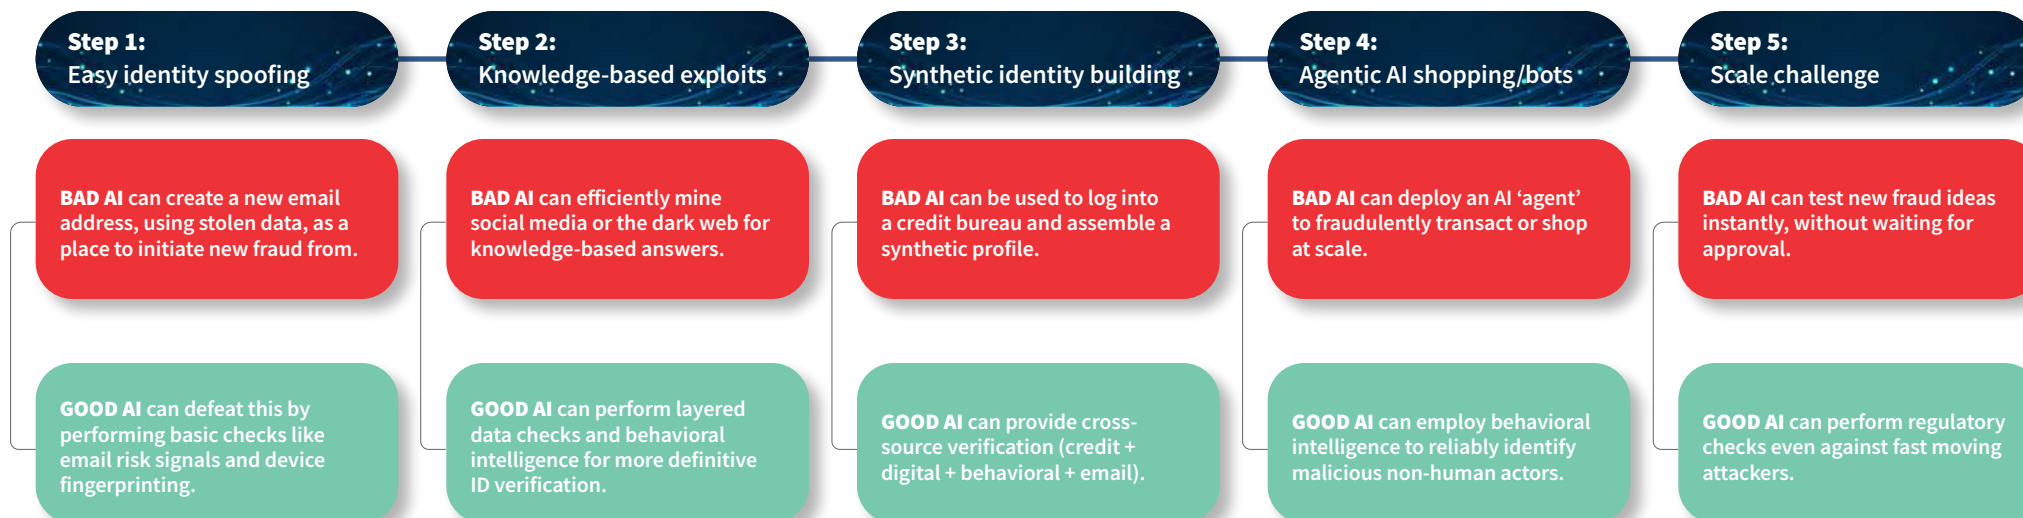 Step 1:
Easy identity spoofing
Step 2:
Knowledge-based exploits
Step 3:
Synthetic identity building
Step 4:
Agentic AI shopping/bots
Step 5:
Scale challenge
BAD AI can create a new email
address, using stolen data, as a
place to initiate new fraud from.
BAD AI can efficiently mine
social media or the dark web for
knowledge-based answers.
BAD AI can be used to log into
a credit bureau and assemble a
synthetic profile.
BAD AI can deploy an AI ‘agent’
to fraudulently transact or shop
at scale.
BAD AI can test new fraud ideas
instantly, without waiting for
approval.
GOOD AI can defeat this by
performing basic checks like
email risk signals and device
fingerprinting.
GOOD AI can perform layered
data checks and behavioral
intelligence for more definitive
ID verification.
GOOD AI can provide cross-
source verification (credit +
digital + behavioral + email).
GOOD AI can employ behavioral
intelligence to reliably identify
malicious non-human actors.
GOOD AI can perform regulatory
checks even against fast moving
attackers.